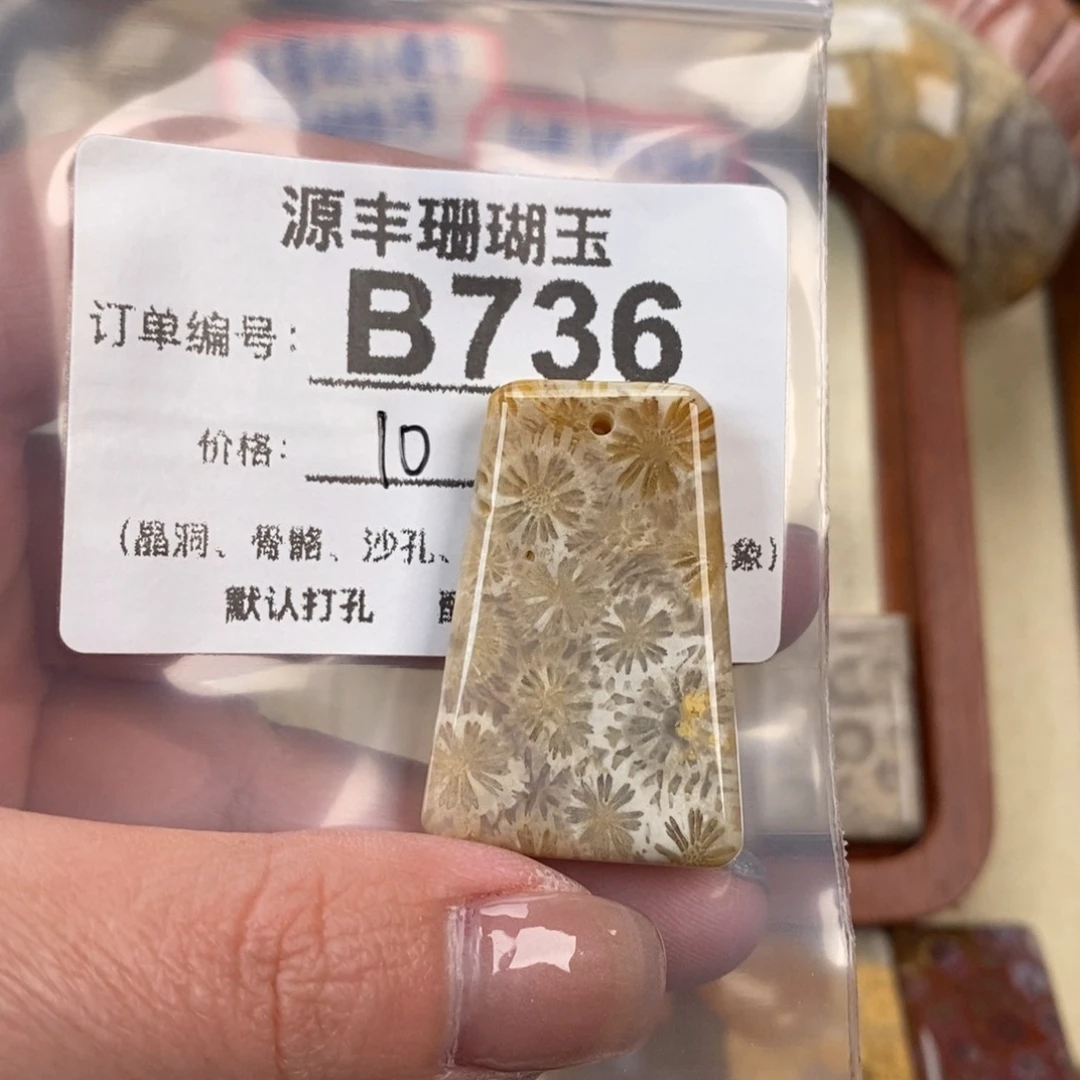 源丰珊瑚玉
订单编号： B736
价格： 10
（晶洞、骨骼、沙孔、 象）
默认打孔 配